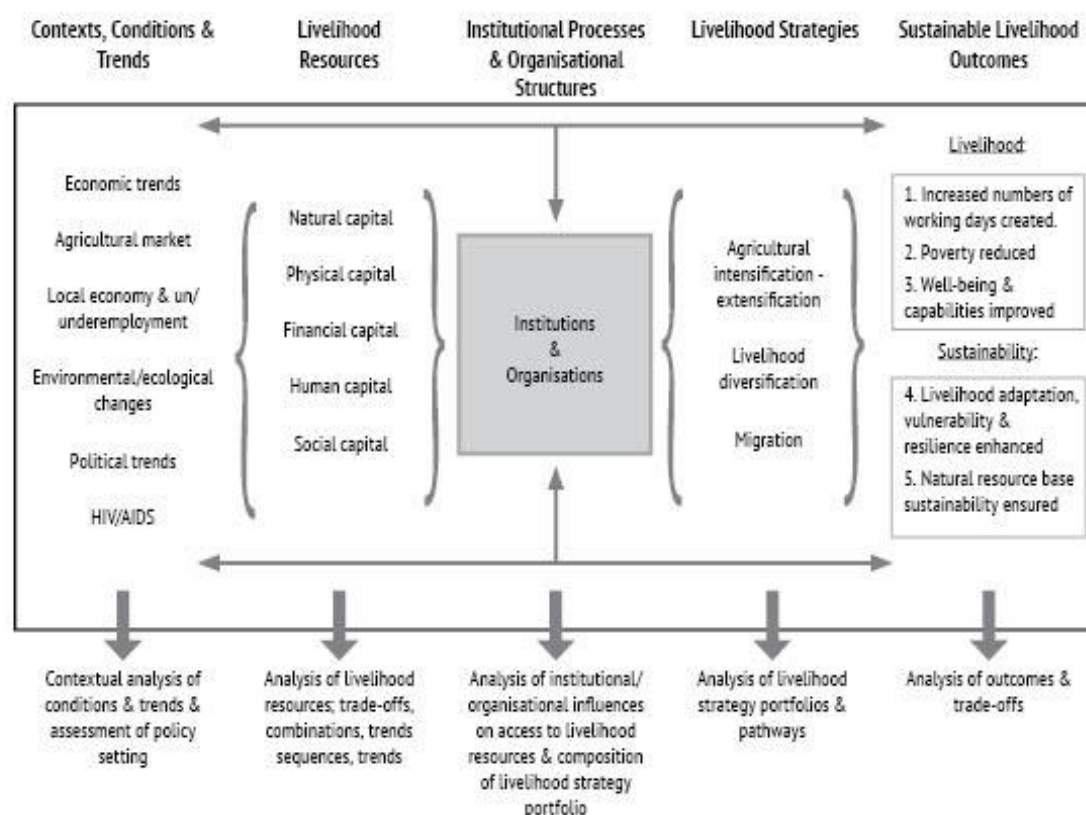 Contexts, Conditions &
Trends
Livelihood
Resources
Institutional Processes
& Organisational
Structures
Livelihood Strategies
Sustainable Livelihood
Outcomes
Economic trends
Agricultural market
Local economy & un/
underemployment
Environmental/ecological
changes
Political trends
HIV/AIDS
Natural capital
Physical capital
Financial capital
Human capital
Social capital
Institutions
&
Organisations
Agricultural
intensification -
extensification
Livelihood
diversification
Migration
Livelihood:
1. Increased numbers of
working days created.
2. Poverty reduced
3. Well-being &
capabilities improved
Sustainability:
4. Livelihood adaptation,
vulnerability &
resilience enhanced
5. Natural resource base
sustainability ensured
Contextual analysis of
conditions & trends &
assessment of policy
setting
Analysis of livelihood
resources; trade-offs,
combinations, trends
sequences, trends
Analysis of institutional/
organisational influences
on access to livelihood
resources & composition
of livelihood strategy
portfolio
Analysis of livelihood
strategy portfolios &
pathways
Analysis of outcomes &
trade-offs